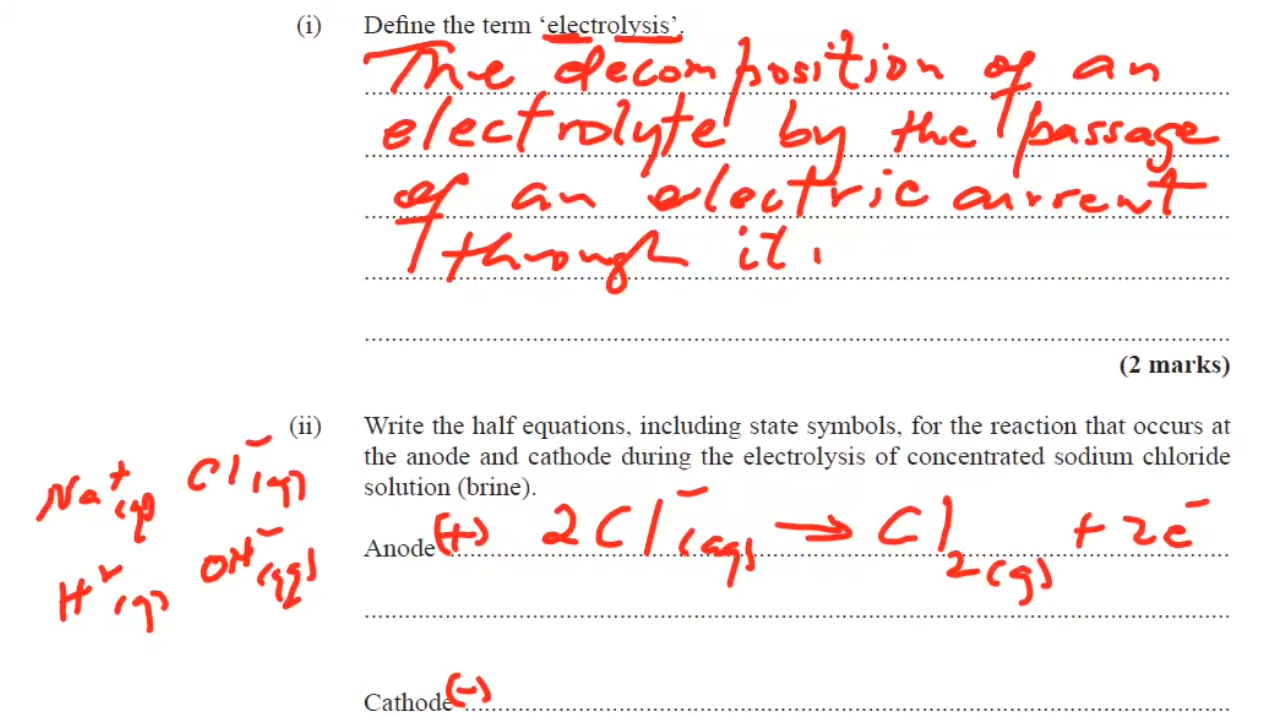 (i) Define the term ‘electrolysis’.
The decomposition of an
electrolyte by the passage
of an electric current
through it.
(2 marks)
(ii) Write the half equations, including state symbols, for the reaction that occurs at
the anode and cathode during the electrolysis of concentrated sodium chloride
solution (brine).
Na⁺(aq) Cl⁻(aq)
Anode (+) 2Cl⁻(aq) → Cl₂(g) + 2e⁻
H⁺(aq) OH⁻(aq)
Cathode (-)